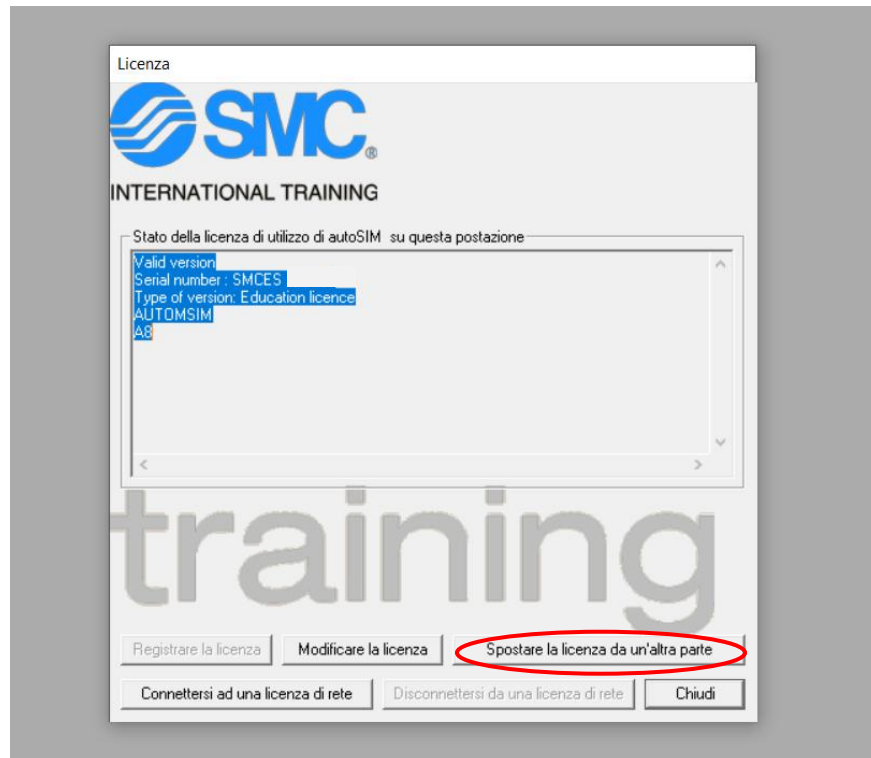 Licenza
SMC®
INTERNATIONAL TRAINING
Stato della licenza di utilizzo di autoSIM su questa postazione
Valid version
Serial number : SMCES
Type of version: Education licence
AUTOMSIM
A8
training
Registrare la licenza
Modificare la licenza
Spostare la licenza da un'altra parte
Connettersi ad una licenza di rete
Disconnettersi da una licenza di rete
Chiudi